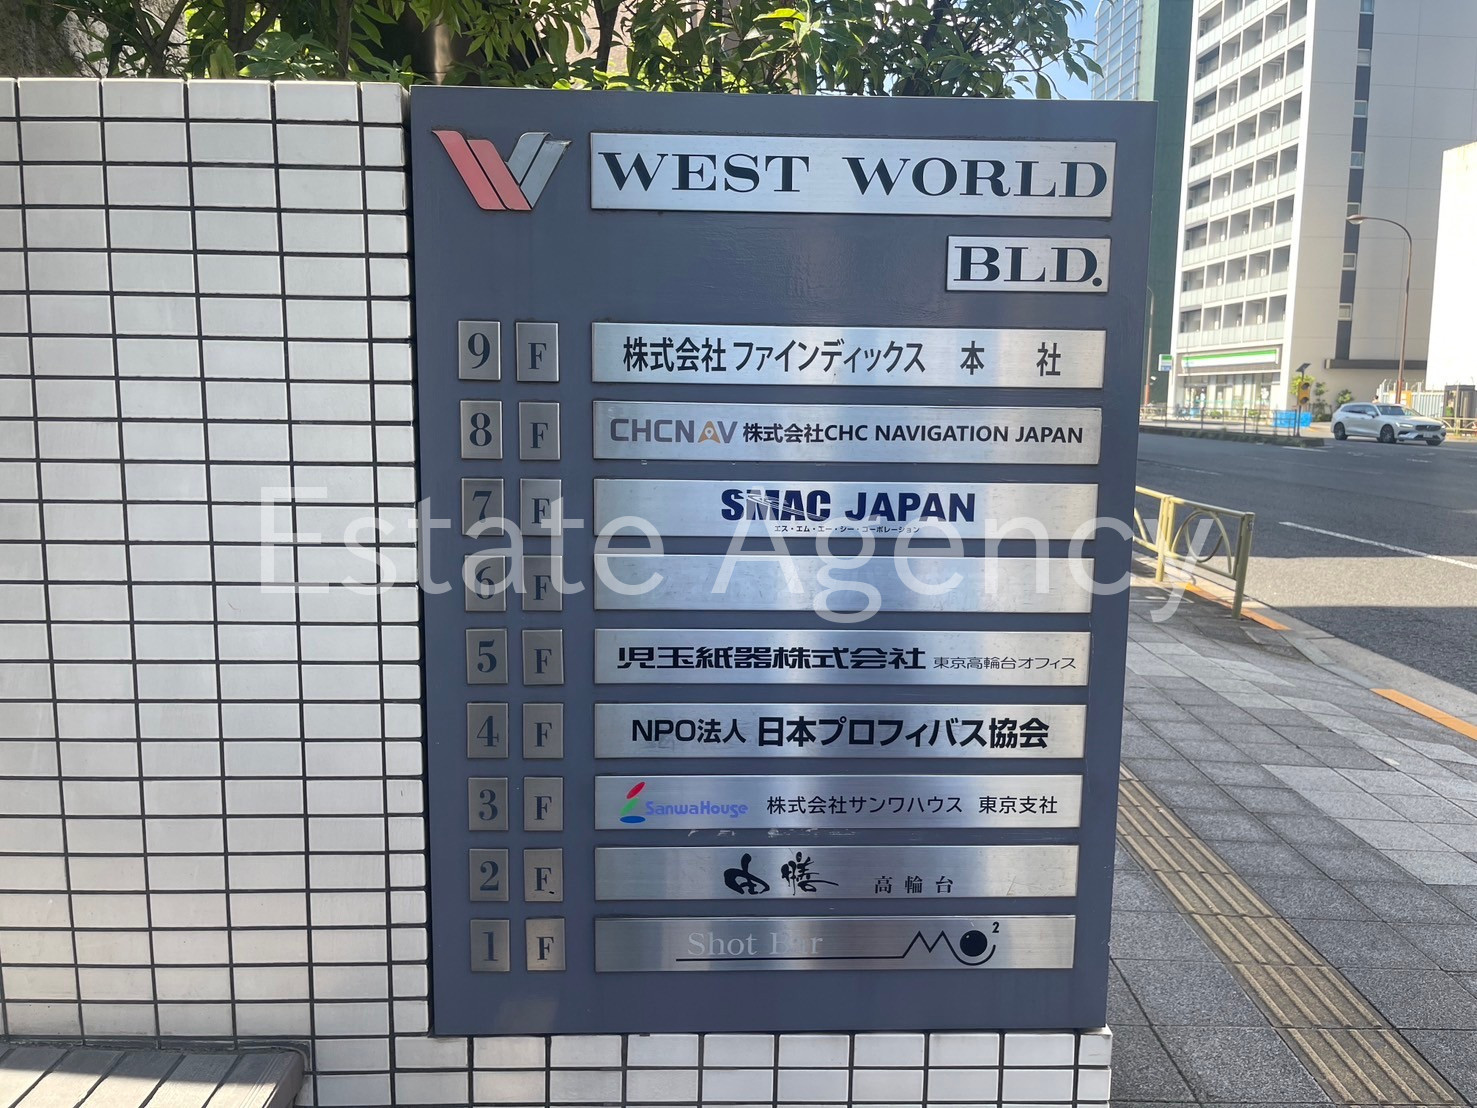 WEST WORLD
BLD.
9 F 株式会社 ファインディックス 本 社
8 F CHCNAV 株式会社CHC NAVIGATION JAPAN
7 F SMAC JAPAN
エス・エム・エー・シー・コーポレーション
6 F
5 F 児玉紙器株式会社 東京高輪台オフィス
4 F NPO法人 日本プロフィバス協会
3 F SanwaHouse 株式会社サンワハウス 東京支社
2 F 由膳 高輪台
1 F Shot Bar MO2
Estate Agency